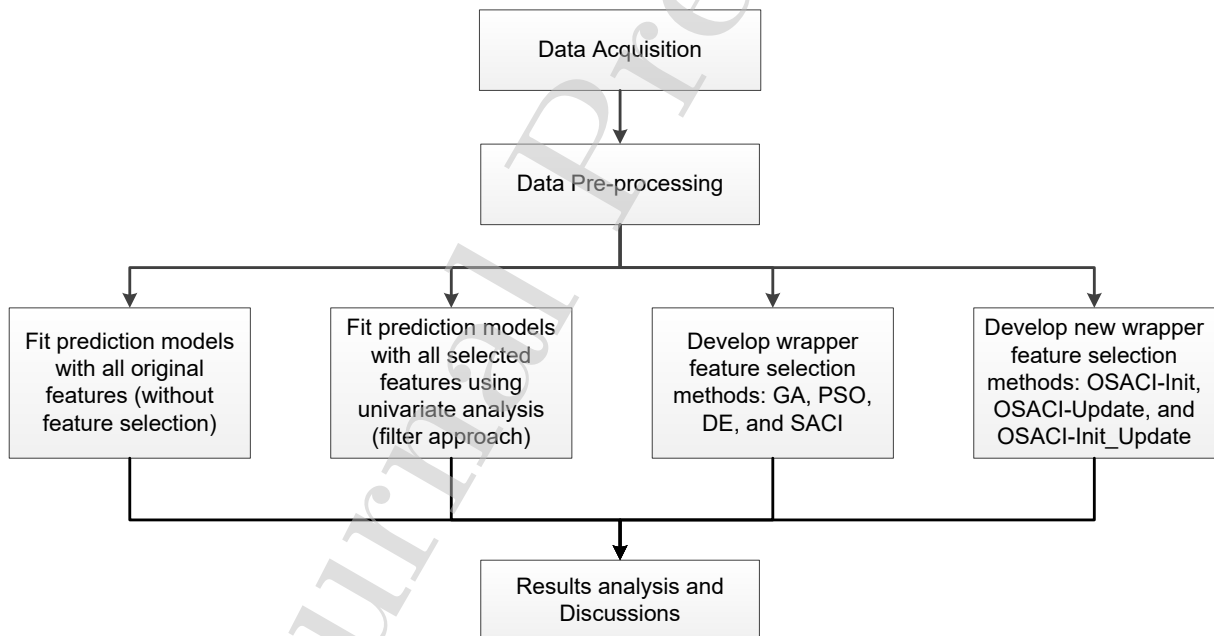 Data Acquisition
Data Pre-processing
Fit prediction models
with all original
features (without
feature selection)
Fit prediction models
with all selected
features using
univariate analysis
(filter approach)
Develop wrapper
feature selection
methods: GA, PSO,
DE, and SACI
Develop new wrapper
feature selection
methods: OSACI-Init,
OSACI-Update, and
OSACI-Init_Update
Results analysis and
Discussions
urnal Pre